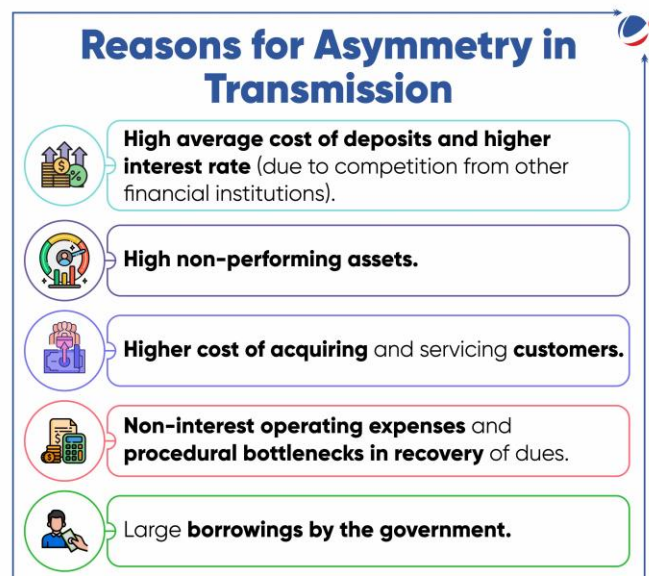 Reasons for Asymmetry in
Transmission
High average cost of deposits and higher
interest rate (due to competition from other
financial institutions).
High non-performing assets.
Higher cost of acquiring and servicing customers.
Non-interest operating expenses and
procedural bottlenecks in recovery of dues.
Large borrowings by the government.